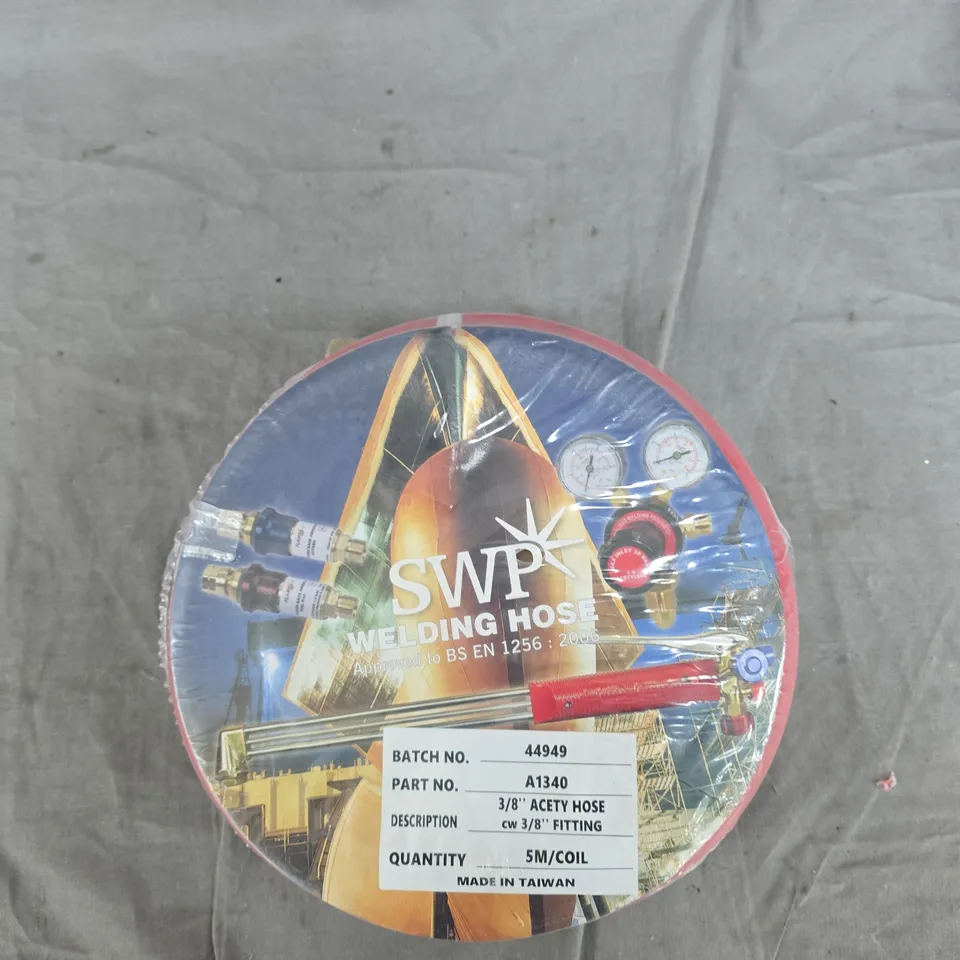 SWP
WELDING HOSE
Approved to BS EN 1256 : 2006
BATCH NO. 44949
PART NO. A1340
DESCRIPTION 3/8'' ACETY HOSE
cw 3/8'' FITTING
QUANTITY 5M/COIL
MADE IN TAIWAN